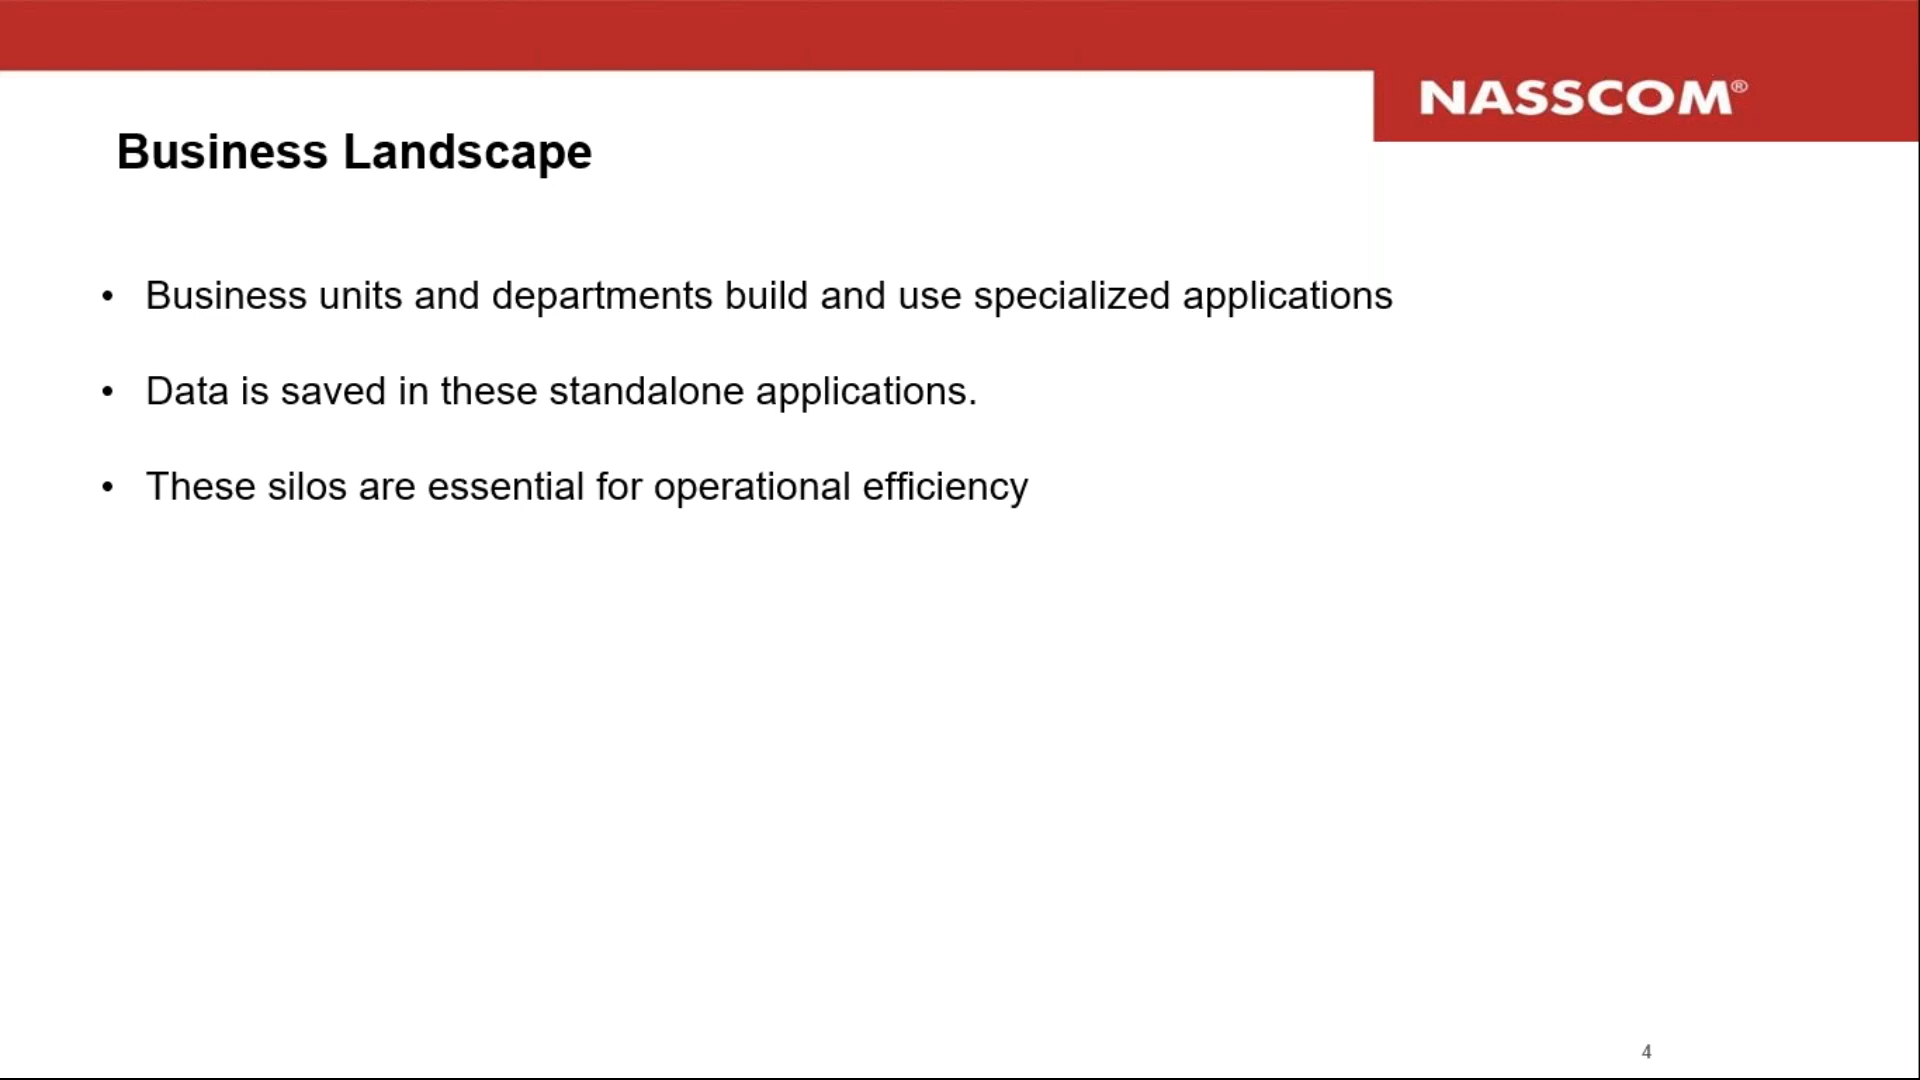 NASSCOM®
Business Landscape
• Business units and departments build and use specialized applications
• Data is saved in these standalone applications.
• These silos are essential for operational efficiency
4